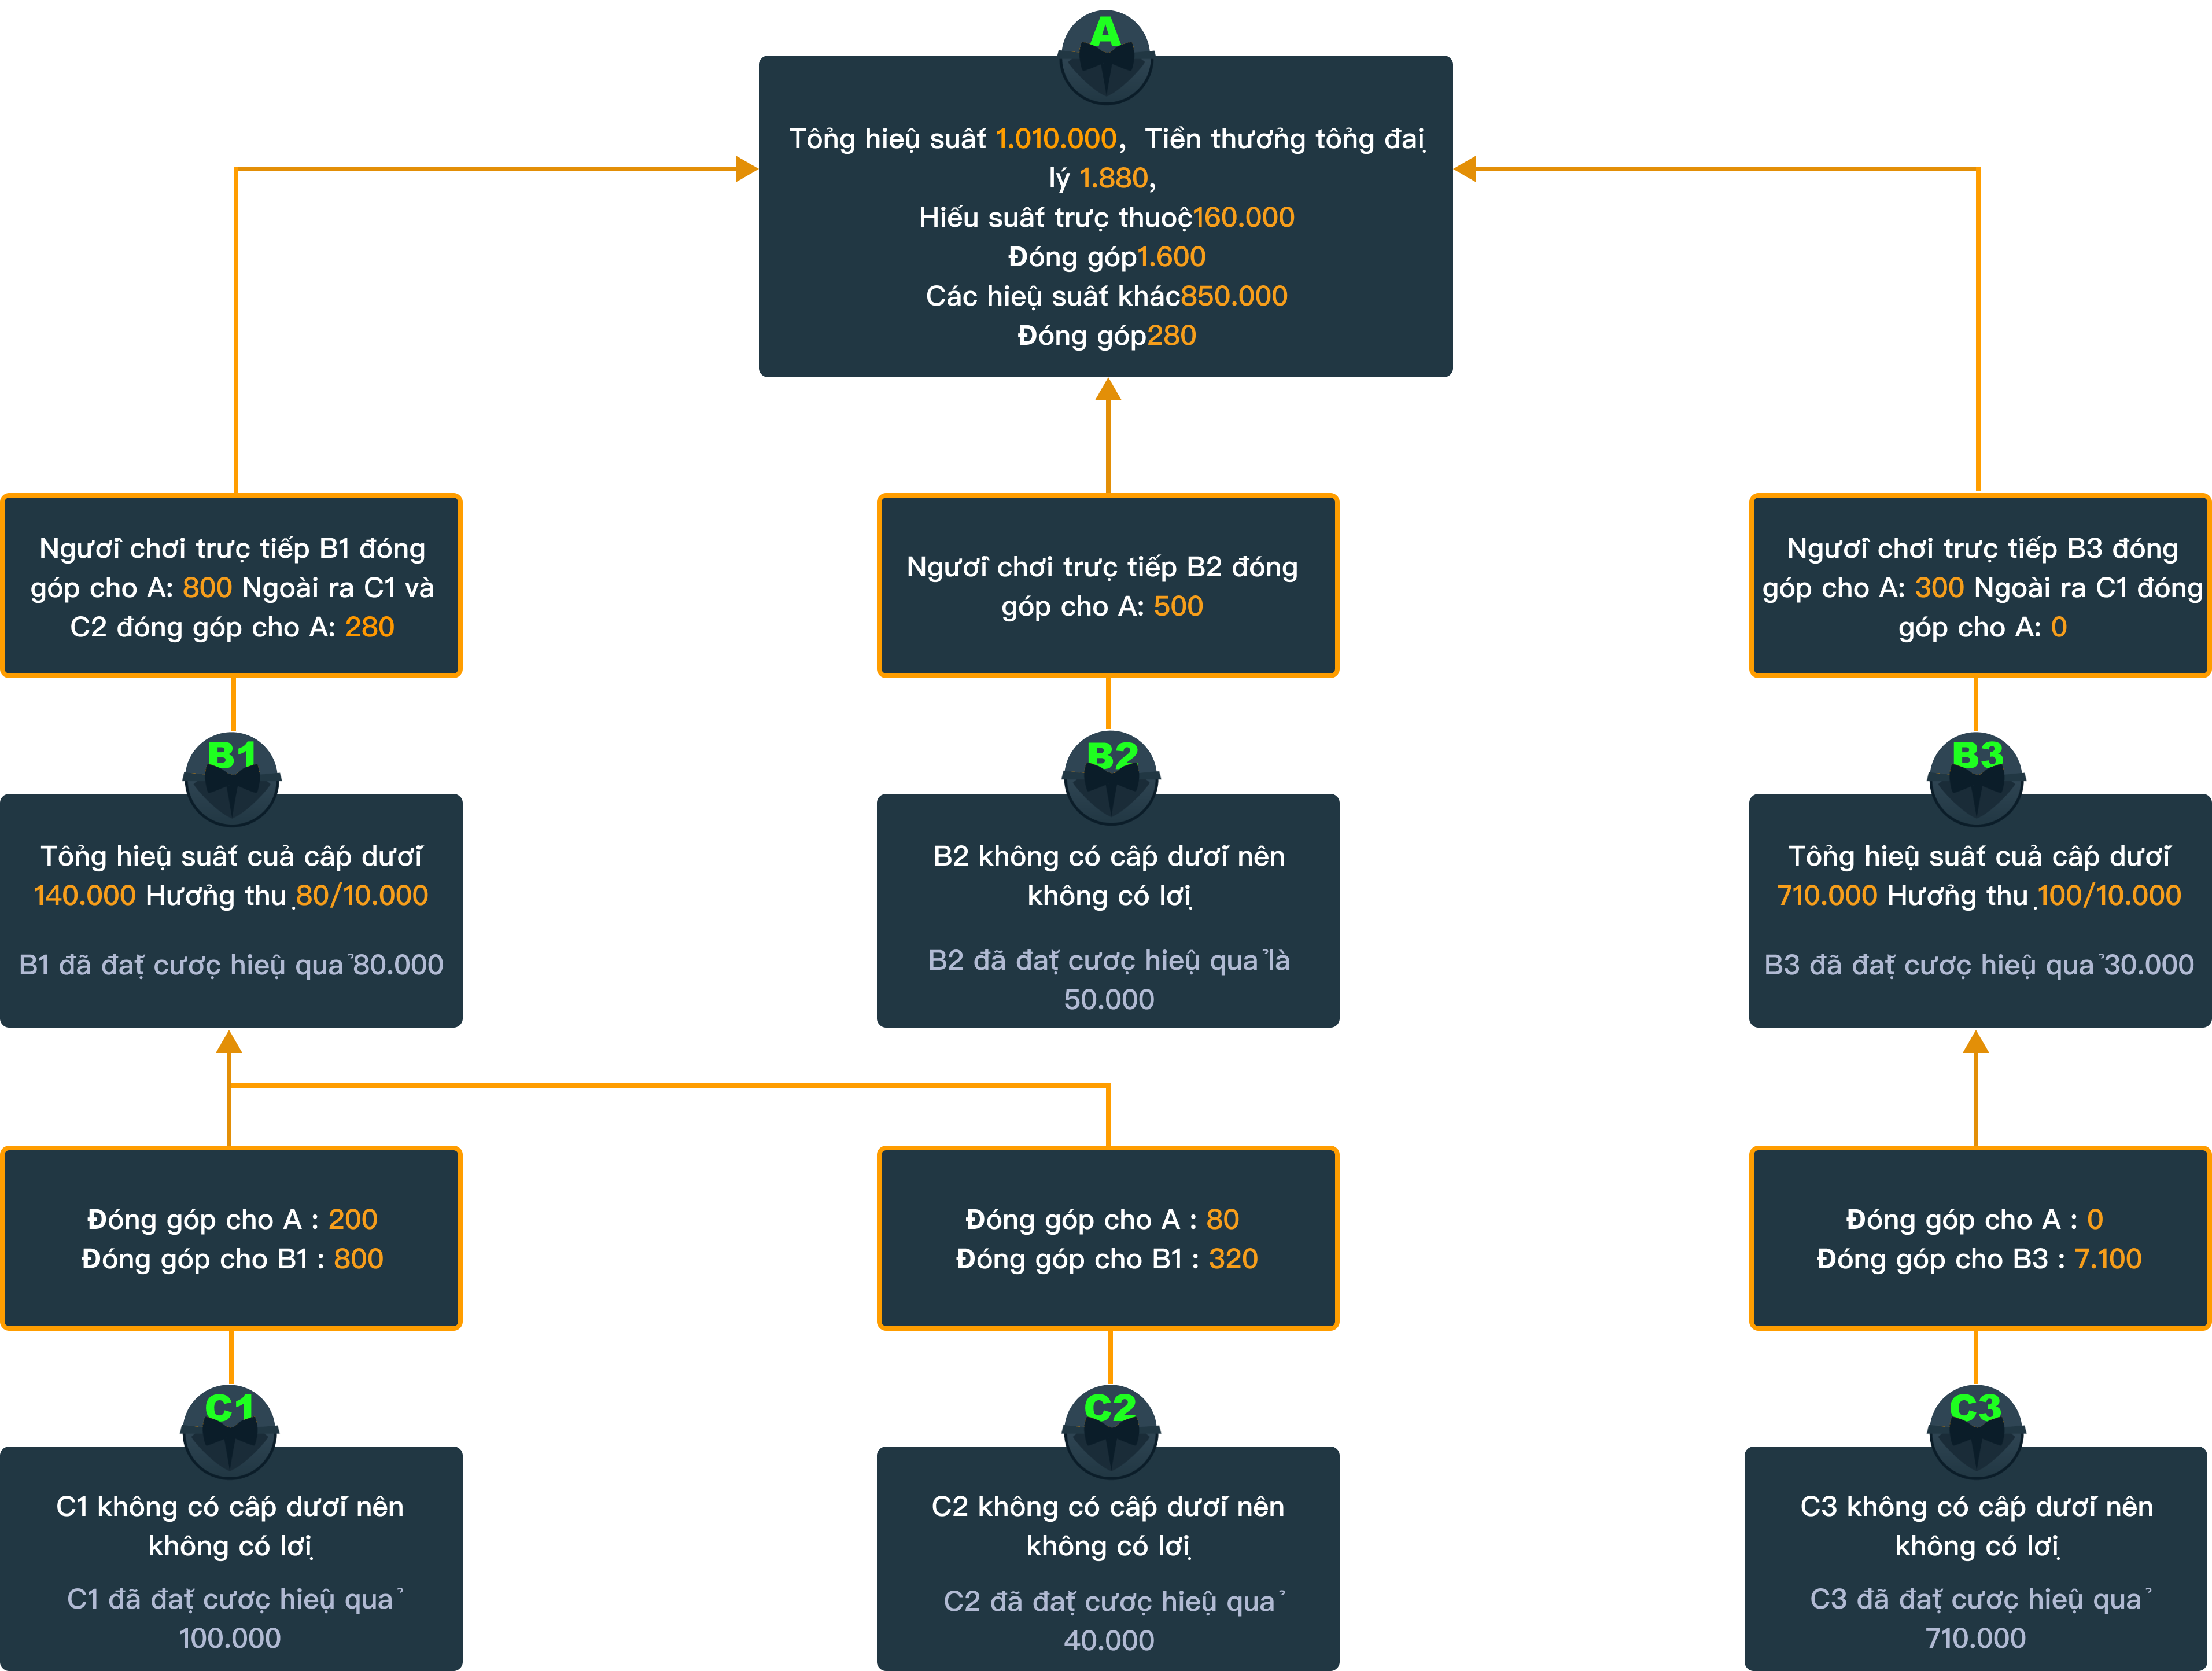 A
Tổng hiệu suất 1.010.000, Tiền thưởng tổng đại
lý 1.880,
Hiếu suất trực thuộc160.000
Đóng góp1.600
Các hiệu suất khác850.000
Đóng góp280
Người chơi trực tiếp B1 đóng
góp cho A: 800 Ngoài ra C1 và
C2 đóng góp cho A: 280
Người chơi trực tiếp B2 đóng
góp cho A: 500
Người chơi trực tiếp B3 đóng
góp cho A: 300 Ngoài ra C1 đóng
góp cho A: 0
B1
Tổng hiệu suất của cấp dưới
140.000 Hưởng thụ 80/10.000
B1 đã đặt cược hiệu quả 80.000
B2
B2 không có cấp dưới nên
không có lợi
B2 đã đặt cược hiệu quả là
50.000
B3
Tổng hiệu suất của cấp dưới
710.000 Hưởng thụ 100/10.000
B3 đã đặt cược hiệu quả 30.000
Đóng góp cho A : 200
Đóng góp cho B1 : 800
Đóng góp cho A : 80
Đóng góp cho B1 : 320
Đóng góp cho A : 0
Đóng góp cho B3 : 7.100
C1
C1 không có cấp dưới nên
không có lợi
C1 đã đặt cược hiệu quả
100.000
C2
C2 không có cấp dưới nên
không có lợi
C2 đã đặt cược hiệu quả
40.000
C3
C3 không có cấp dưới nên
không có lợi
C3 đã đặt cược hiệu quả
710.000